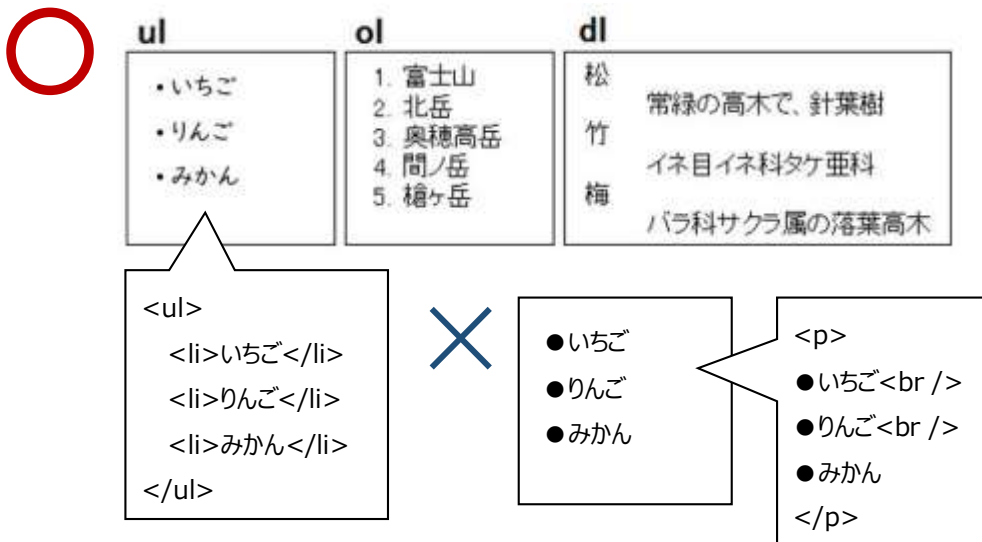 ul
・いちご
・りんご
・みかん
ol
1. 富士山
2. 北岳
3. 奥穂高岳
4. 間ノ岳
5. 槍ヶ岳
dl
松
常緑の高木で、針葉樹
竹
イネ目イネ科タケ亜科
梅
バラ科サクラ属の落葉高木
<ul>
<li>いちご</li>
<li>りんご</li>
<li>みかん</li>
</ul>
●いちご
●りんご
●みかん
<p>
●いちご<br />
●りんご<br />
●みかん
</p>